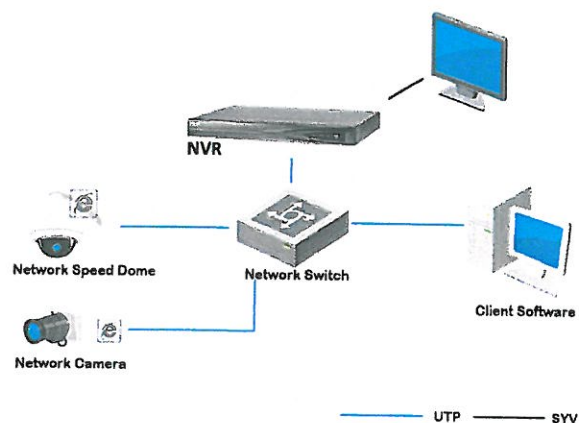 NVR
Network Speed Dome
Network Switch
Client Software
Network Camera
UTP
SYV